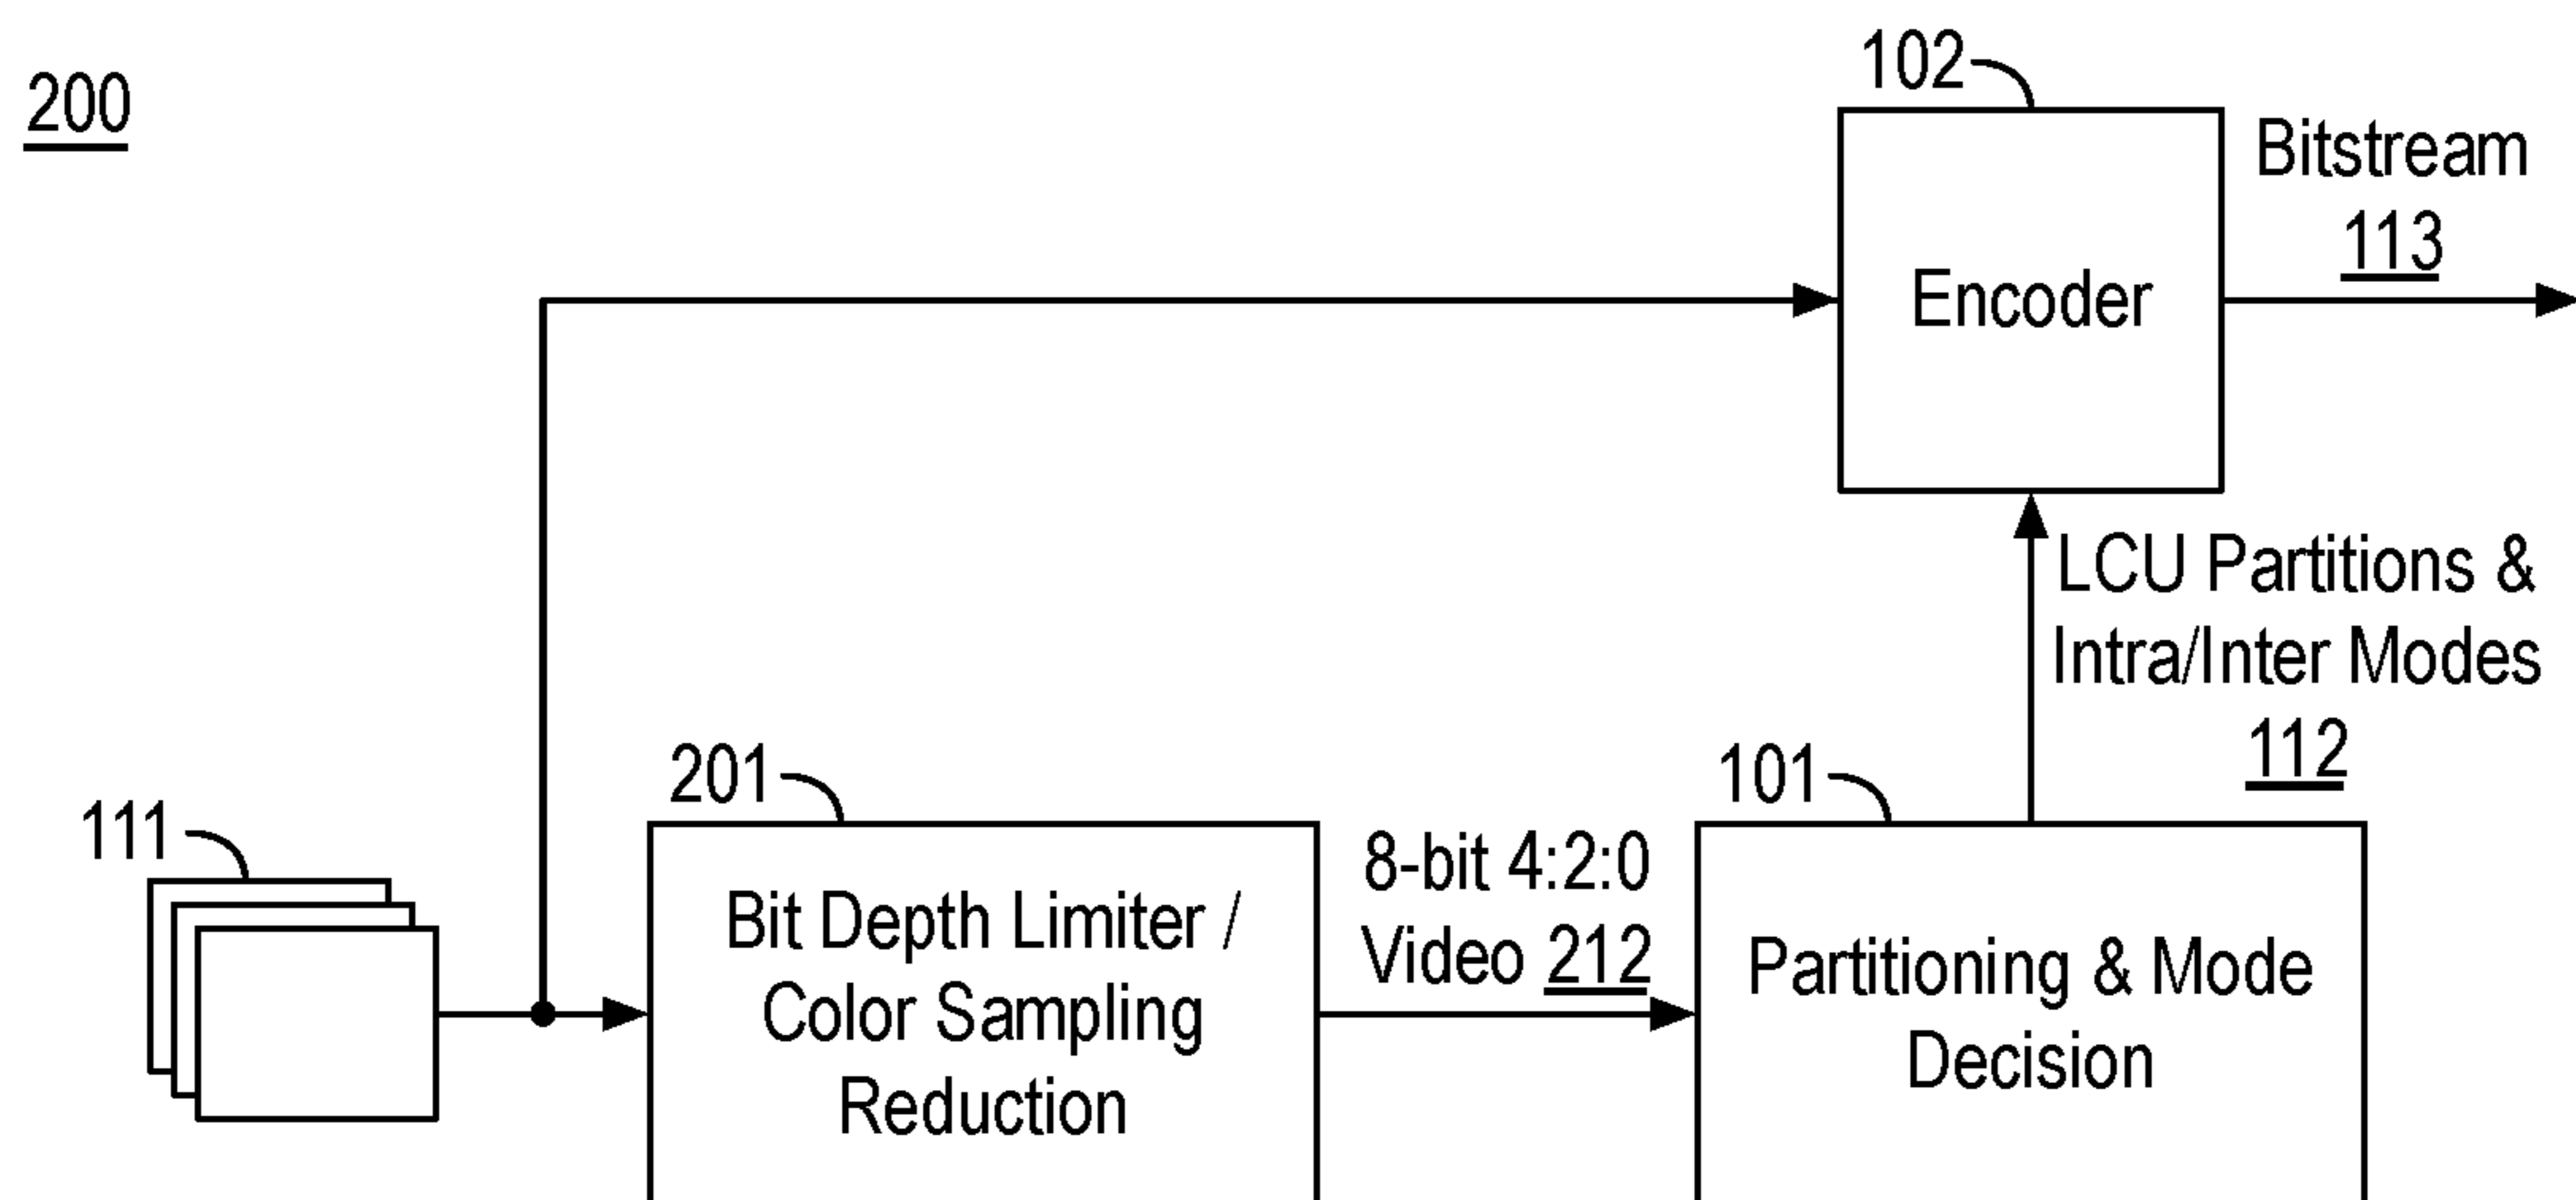 200
102
Bitstream
113
Encoder
LCU Partitions &
Intra/Inter Modes
112
201
101
111
8-bit 4:2:0
Video 212
Bit Depth Limiter /
Color Sampling
Reduction
Partitioning & Mode
Decision